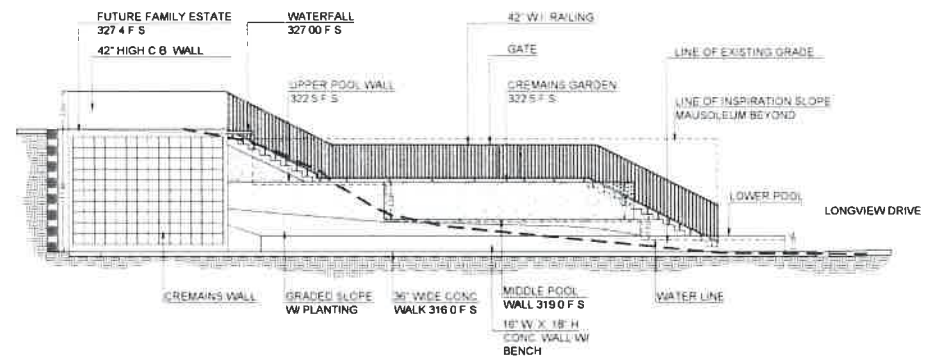 FUTURE FAMILY ESTATE
327.4 F S
42" HIGH C B WALL
WATERFALL
327.00 F S
UPPER POOL WALL
322.5 F S
42" W.I. RAILING
GATE
CREMAINS GARDEN
322.5 F S
LINE OF EXISTING GRADE
LINE OF INSPIRATION SLOPE
MAUSOLEUM BEYOND
LOWER POOL
LONGVIEW DRIVE
CREMAINS WALL
GRADED SLOPE
W/ PLANTING
36" WIDE CONC.
WALK 316.0 F S
MIDDLE POOL
WALL 319.0 F S
WATER LINE
16" W. X 18" H
CONC. WALL W/
BENCH